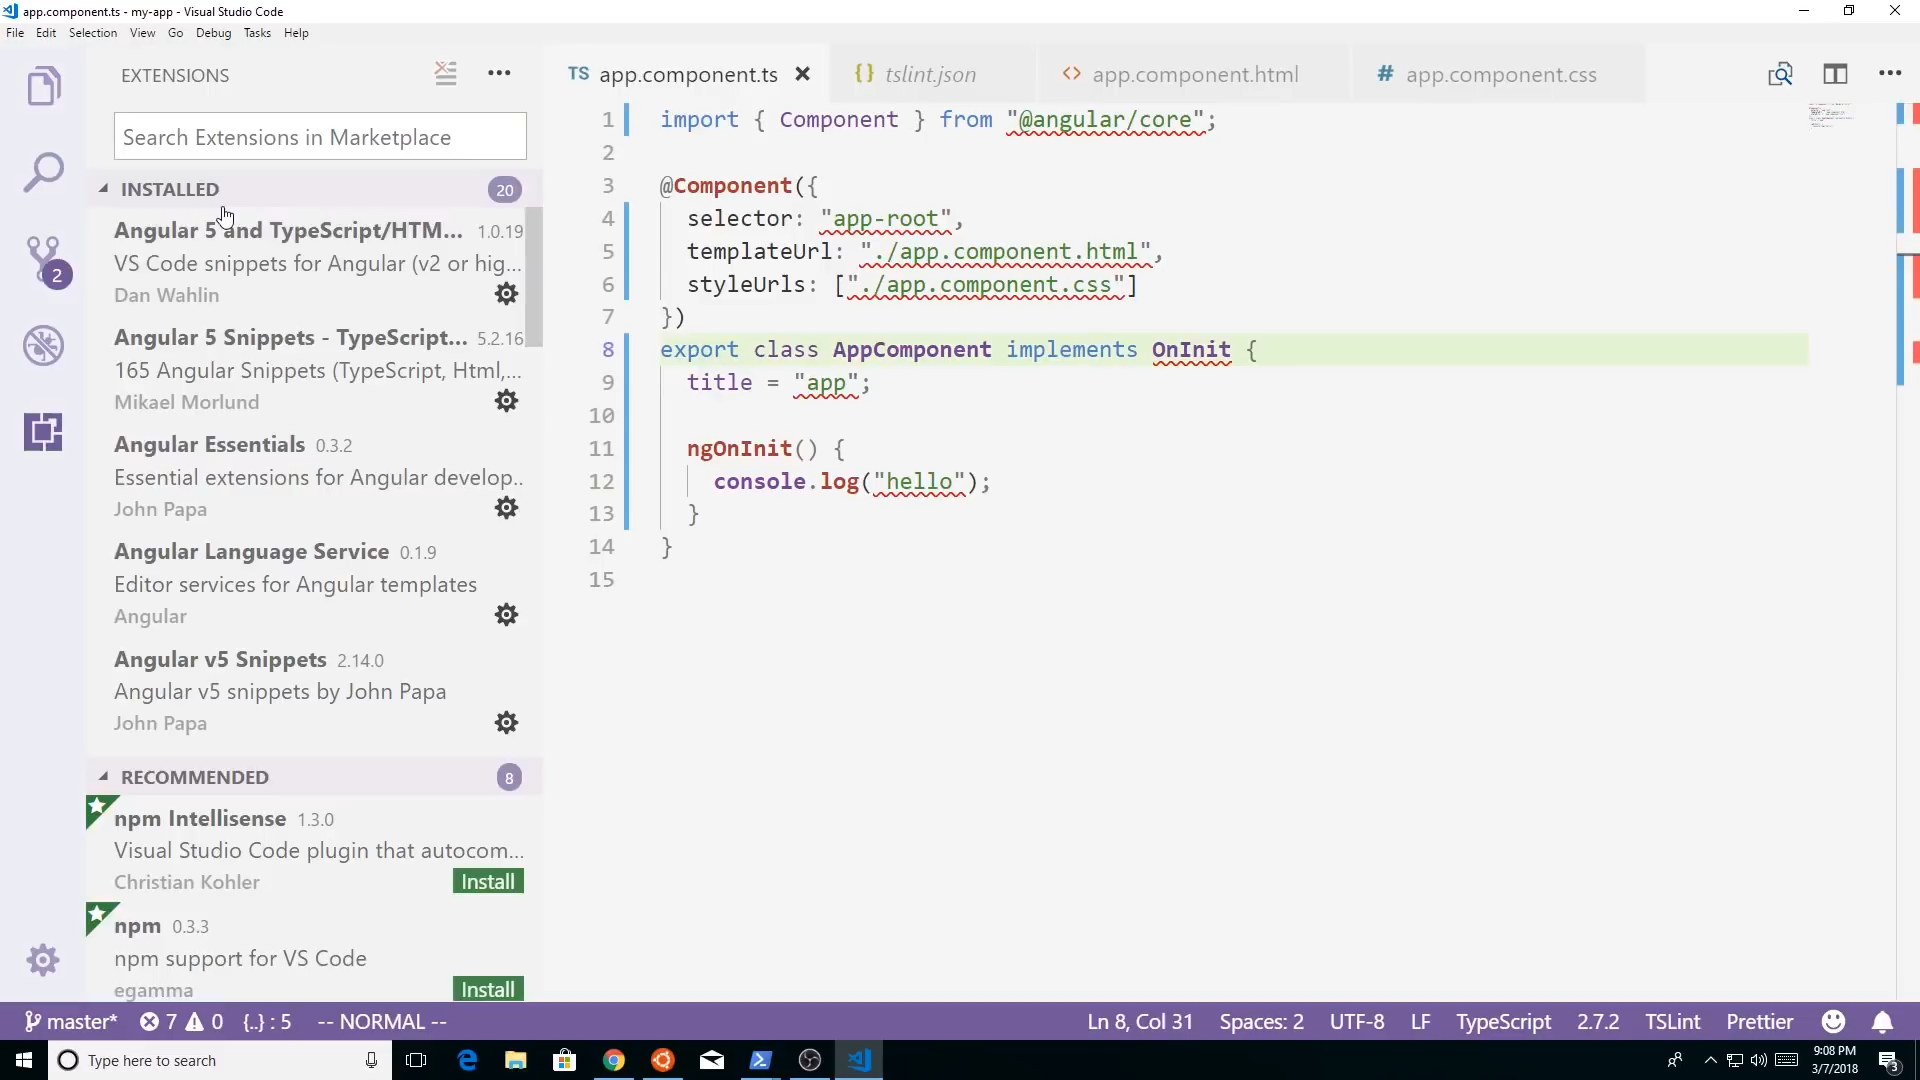 app.component.ts - my-app - Visual Studio Code
File Edit Selection View Go Debug Tasks Help
EXTENSIONS
Search Extensions in Marketplace
INSTALLED 20
Angular 5 and TypeScript/HTM... 1.0.19
VS Code snippets for Angular (v2 or hig...
Dan Wahlin
Angular 5 Snippets - TypeScript... 5.2.16
165 Angular Snippets (TypeScript, Html,...
Mikael Morlund
Angular Essentials 0.3.2
Essential extensions for Angular develop..
John Papa
Angular Language Service 0.1.9
Editor services for Angular templates
Angular
Angular v5 Snippets 2.14.0
Angular v5 snippets by John Papa
John Papa
RECOMMENDED 8
npm Intellisense 1.3.0
Visual Studio Code plugin that autocom...
Christian Kohler Install
npm 0.3.3
npm support for VS Code
egamma Install
2
TS app.component.ts {} tslint.json <> app.component.html # app.component.css
1 import { Component } from "@angular/core";
2
3 @Component({
4 selector: "app-root",
5 templateUrl: "./app.component.html",
6 styleUrls: ["./app.component.css"]
7 })
8 export class AppComponent implements OnInit {
9 title = "app";
10
11 ngOnInit() {
12 console.log("hello");
13 }
14 }
15
master* 7 0 {..} : 5 -- NORMAL -- Ln 8, Col 31 Spaces: 2 UTF-8 LF TypeScript 2.7.2 TSLint Prettier
Type here to search
9:08 PM
3/7/2018
3